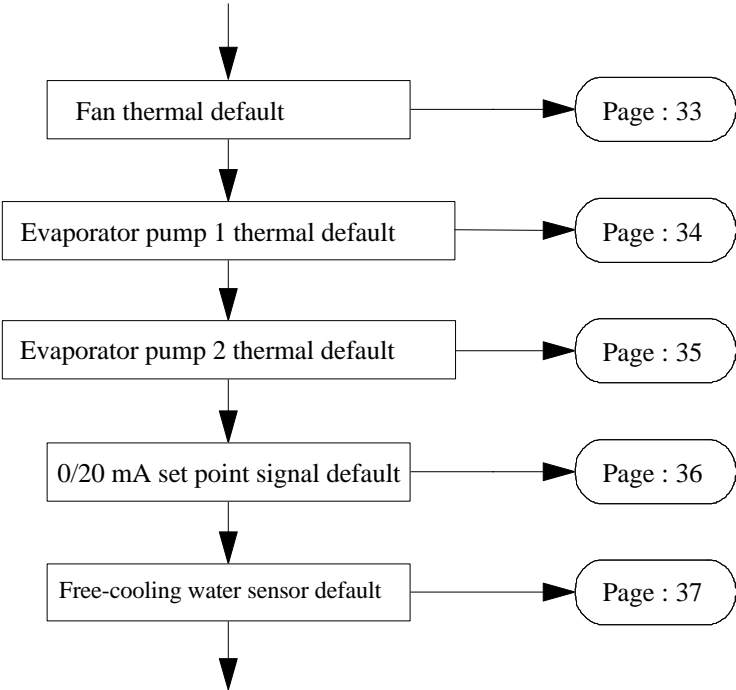 Fan thermal default
Page : 33
Evaporator pump 1 thermal default
Page : 34
Evaporator pump 2 thermal default
Page : 35
0/20 mA set point signal default
Page : 36
Free-cooling water sensor default
Page : 37